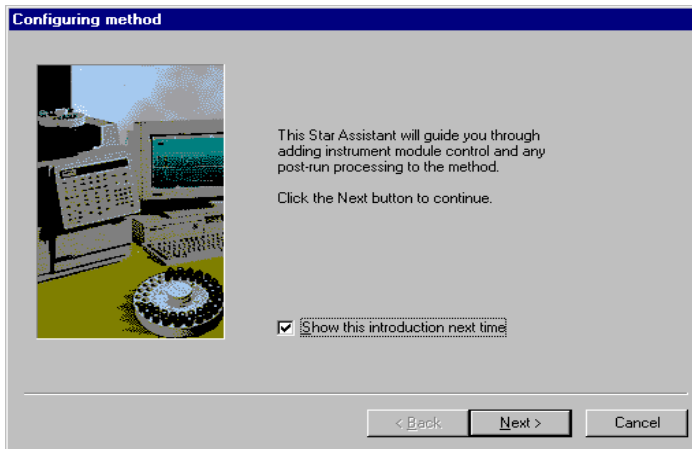 Configuring method
This Star Assistant will guide you through
adding instrument module control and any
post-run processing to the method.
Click the Next button to continue.
Show this introduction next time
< Back
Next >
Cancel